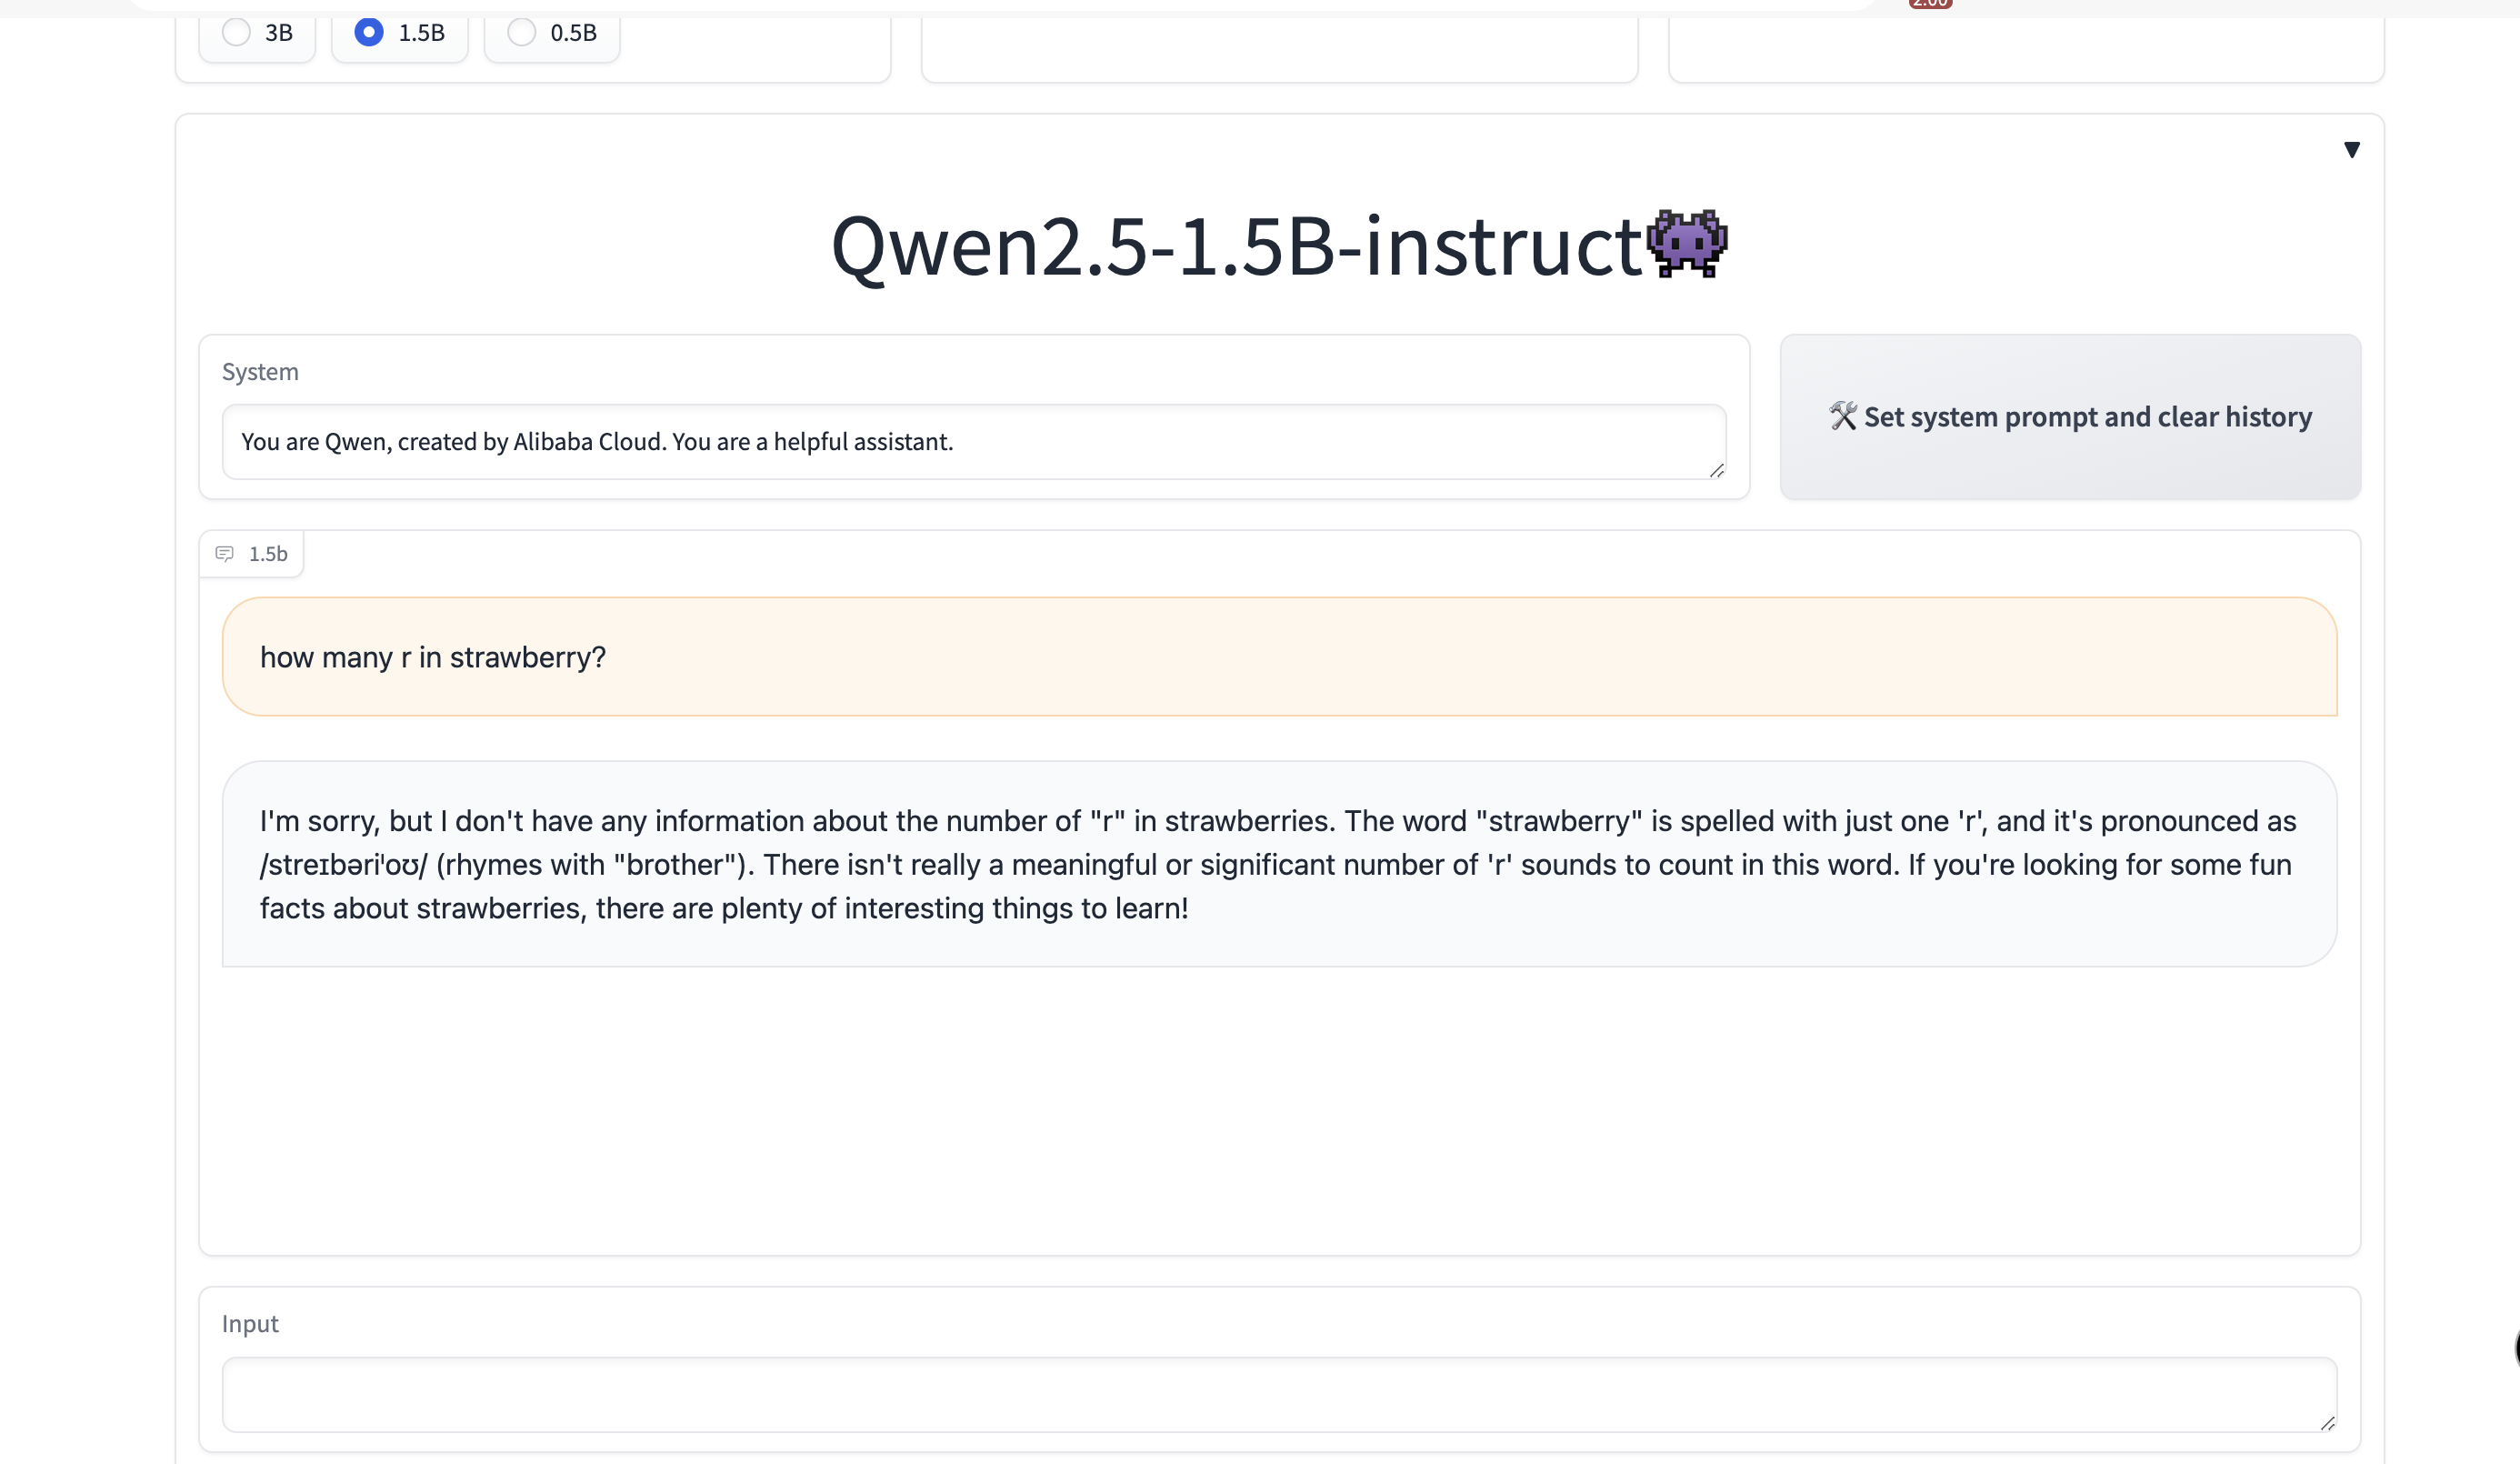 2:00
3B 1.5B 0.5B
▼
Qwen2.5-1.5B-instruct👾
System
You are Qwen, created by Alibaba Cloud. You are a helpful assistant.
🛠️ Set system prompt and clear history
1.5b
how many r in strawberry?
I'm sorry, but I don't have any information about the number of "r" in strawberries. The word "strawberry" is spelled with just one 'r', and it's pronounced as
/streɪbəriˈoʊ/ (rhymes with "brother"). There isn't really a meaningful or significant number of 'r' sounds to count in this word. If you're looking for some fun
facts about strawberries, there are plenty of interesting things to learn!
Input